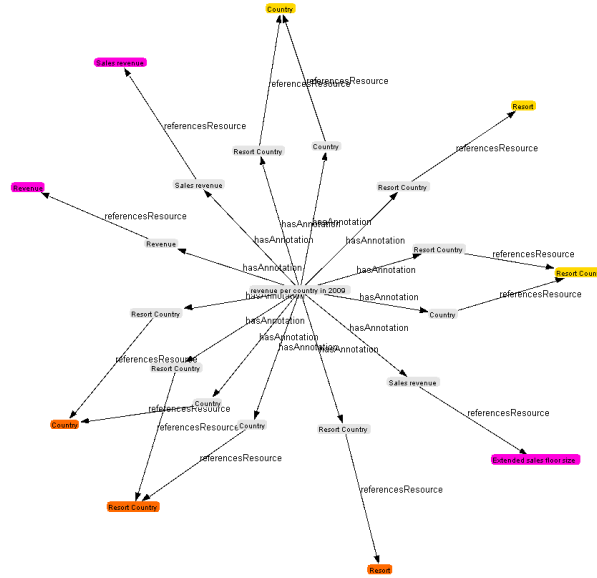 Country
Sales revenue
referencesResource
referencesResource
Resort
referencesResource
referencesResource
Resort Country
Country
Sales revenue
Resort Country
Revenue
referencesResource
hasAnnotation
hasAnnotation
hasAnnotation
Revenue
Resort Country
referencesResource
hasAnnotation
hasAnnotation
Resort Coun
revenue per country in 2009
hasAnnotation
hasAnnotation
referencesResource
Resort Country
Country
hasAnnotation
hasAnnotation
hasAnnotation
hasAnnotation
hasAnnotation
referencesResource
Resort Country
Sales revenue
Country
referencesResource
referencesResource
Country
referencesResource
Country
Resort Country
referencesResource
Extended sales floor size
referencesResource
Resort Country
Resort